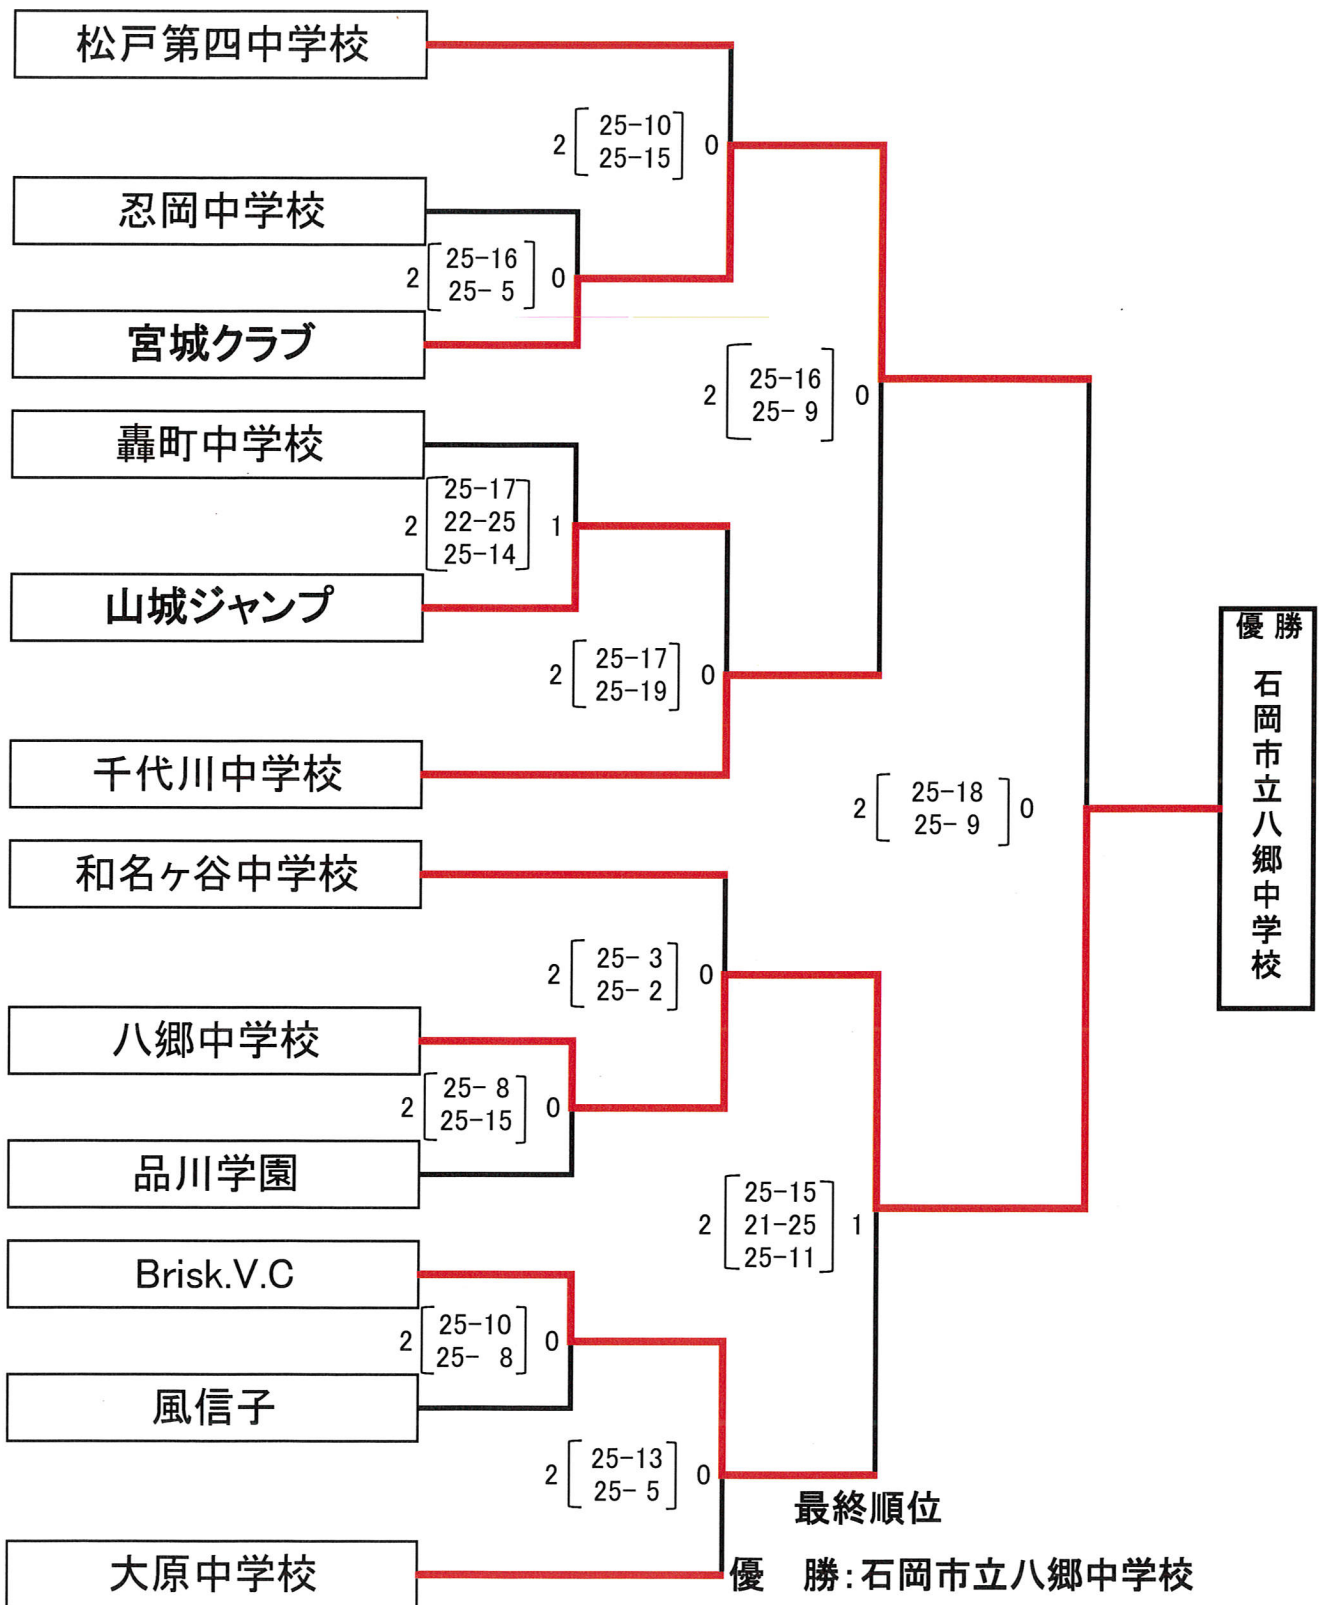 松戸第四中学校
2 25-10 0
25-15
忍岡中学校
2 25-16 0
25- 5
宮城クラブ
2 25-16 0
25- 9
轟町中学校
2 25-17 1
22-25
25-14
山城ジャンプ
2 25-17 0
25-19
千代川中学校
2 25-18 0
25- 9
優勝
石岡市立八郷中学校
和名ヶ谷中学校
2 25- 3 0
25- 2
八郷中学校
2 25- 8 0
25-15
品川学園
2 25-15 1
21-25
25-11
Brisk.V.C
2 25-10 0
25- 8
風信子
2 25-13 0
25- 5
最終順位
大原中学校
優 勝:石岡市立八郷中学校